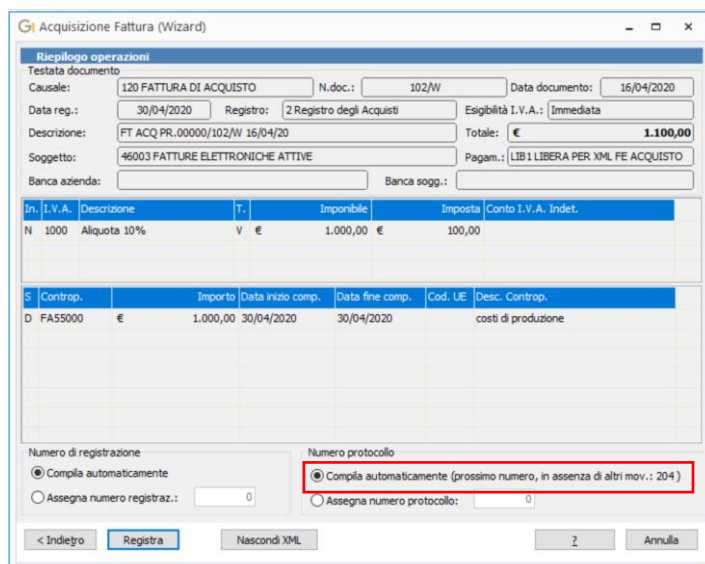 G1 Acquisizione Fattura (Wizard)
Riepilogo operazioni
Testata documento
Causale: 120 FATTURA DI ACQUISTO N.doc.: 102/W Data documento: 16/04/2020
Data reg.: 30/04/2020 Registro: 2 Registro degli Acquisti Esigibilità I.V.A.: Immediata
Descrizione: FT ACQ PR.00000/102/W 16/04/20 Totale: € 1.100,00
Soggetto: 46003 FATTURE ELETTRONICHE ATTIVE Pagam.: LIB1 LIBERA PER XML FE ACQUISTO
Banca azienda: Banca sogg.:
In. I.V.A. Descrizione T. Imponibile Imposta Conto I.V.A. Indet.
N 1000 Aliquota 10% V € 1.000,00 € 100,00
S Controp. Importo Data inizio comp. Data fine comp. Cod. UE Desc. Controp.
D FA55000 € 1.000,00 30/04/2020 30/04/2020 costi di produzione
Numero di registrazione Numero protocollo
Compila automaticamente Compila automaticamente (prossimo numero, in assenza di altri mov.: 204 )
Assegna numero registraz.: 0 Assegna numero protocollo: 0
< Indietro Registra Nascondi XML ? Annulla